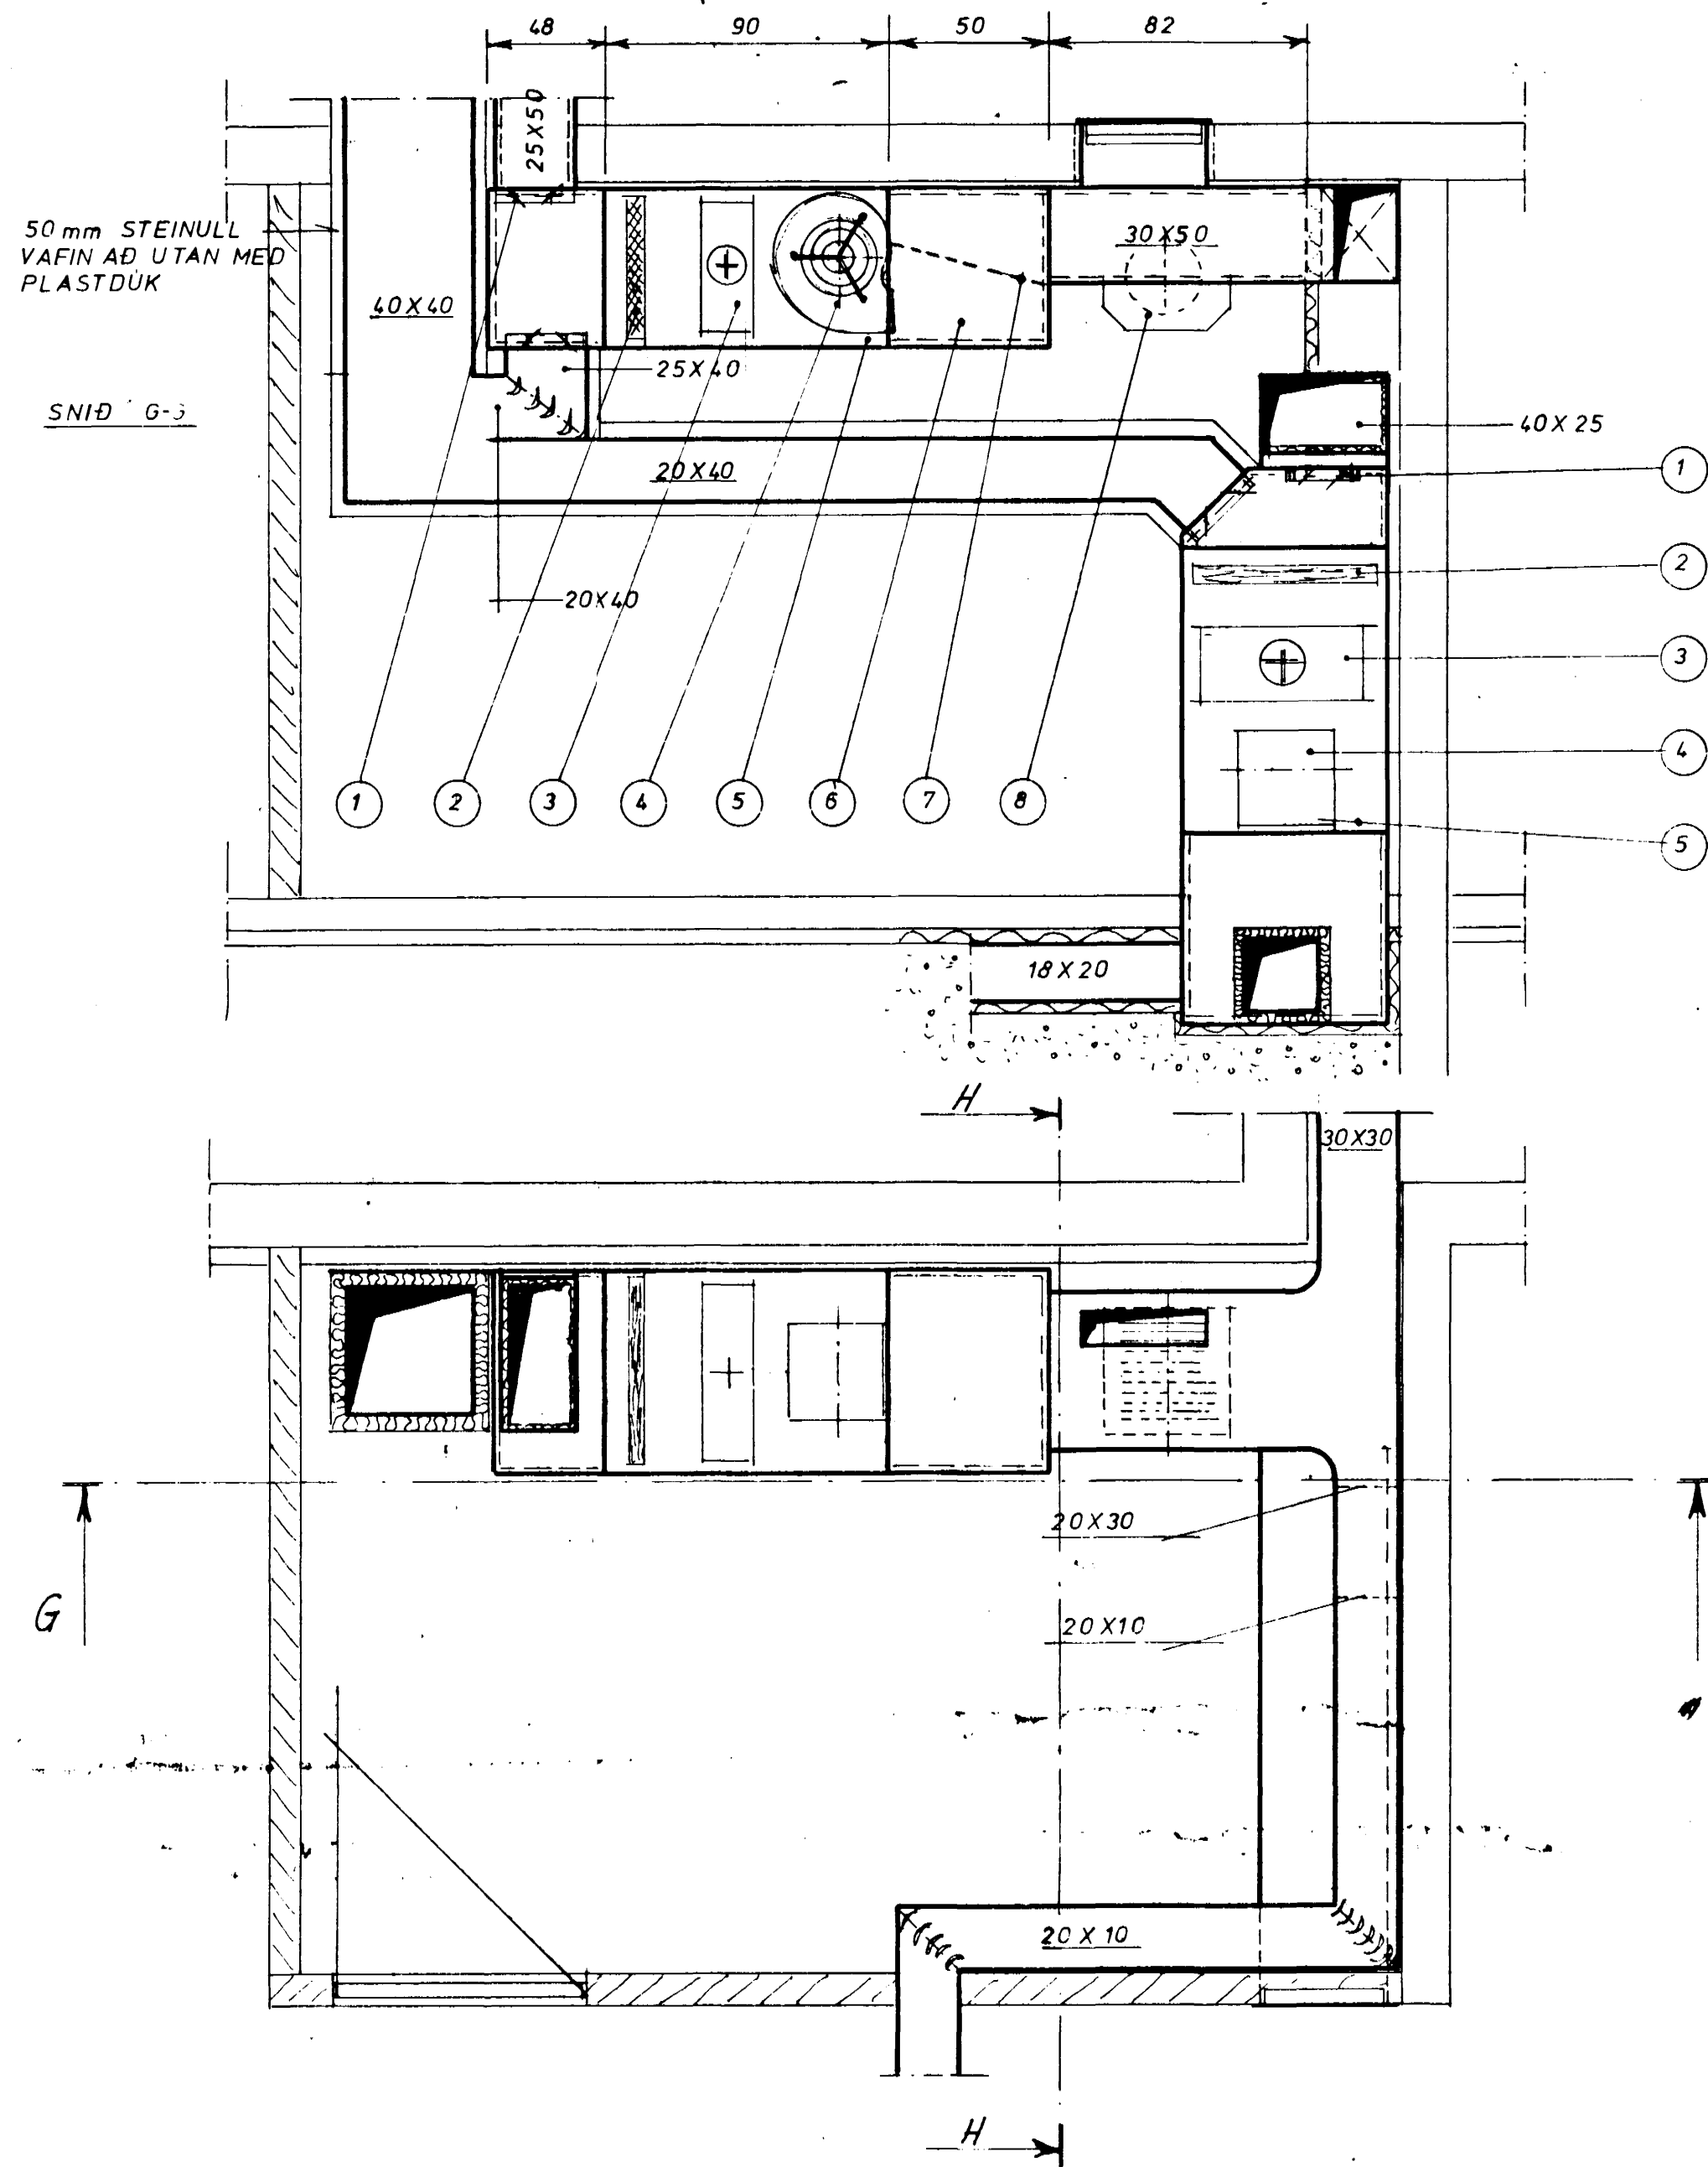 48 90 50 82
25X50
50 mm STEINULL
VAFIN AÐ UTAN MEÐ
PLASTDÚK
30X50
40X40
25X40
SNIÐ
40X25
1
20X40
2
20X40
3
4
1 2 3 4 5 6 7 8
5
18X20
H
30X30
20X30
G
20X10
20X10
H